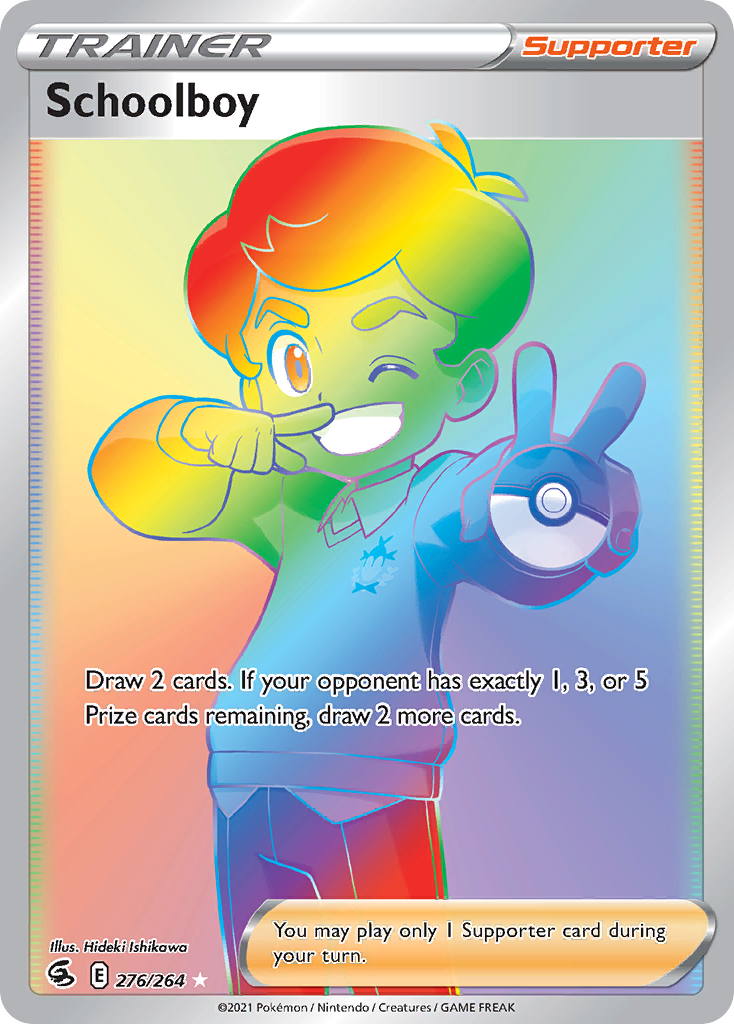 TRAINER Supporter
Schoolboy
Draw 2 cards. If your opponent has exactly 1, 3, or 5
Prize cards remaining, draw 2 more cards.
You may play only 1 Supporter card during
your turn.
Illus. Hideki Ishikawa
E 276/264
©2021 Pokémon / Nintendo / Creatures / GAME FREAK